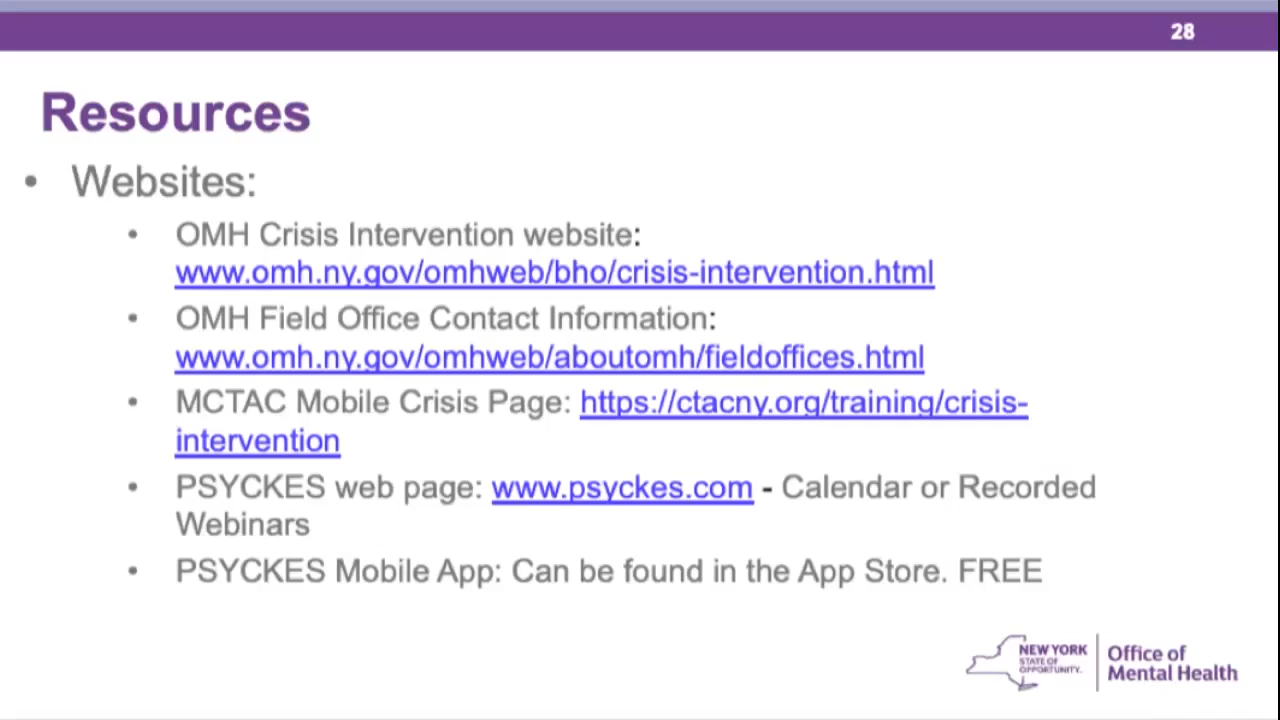 28
Resources
• Websites:
• OMH Crisis Intervention website:
www.omh.ny.gov/omhweb/bho/crisis-intervention.html
• OMH Field Office Contact Information:
www.omh.ny.gov/omhweb/aboutomh/fieldoffices.html
• MCTAC Mobile Crisis Page: https://ctacny.org/training/crisis-
intervention
• PSYCKES web page: www.psyckes.com - Calendar or Recorded
Webinars
• PSYCKES Mobile App: Can be found in the App Store. FREE
NEW YORK
STATE OF
OPPORTUNITY.
Office of
Mental Health